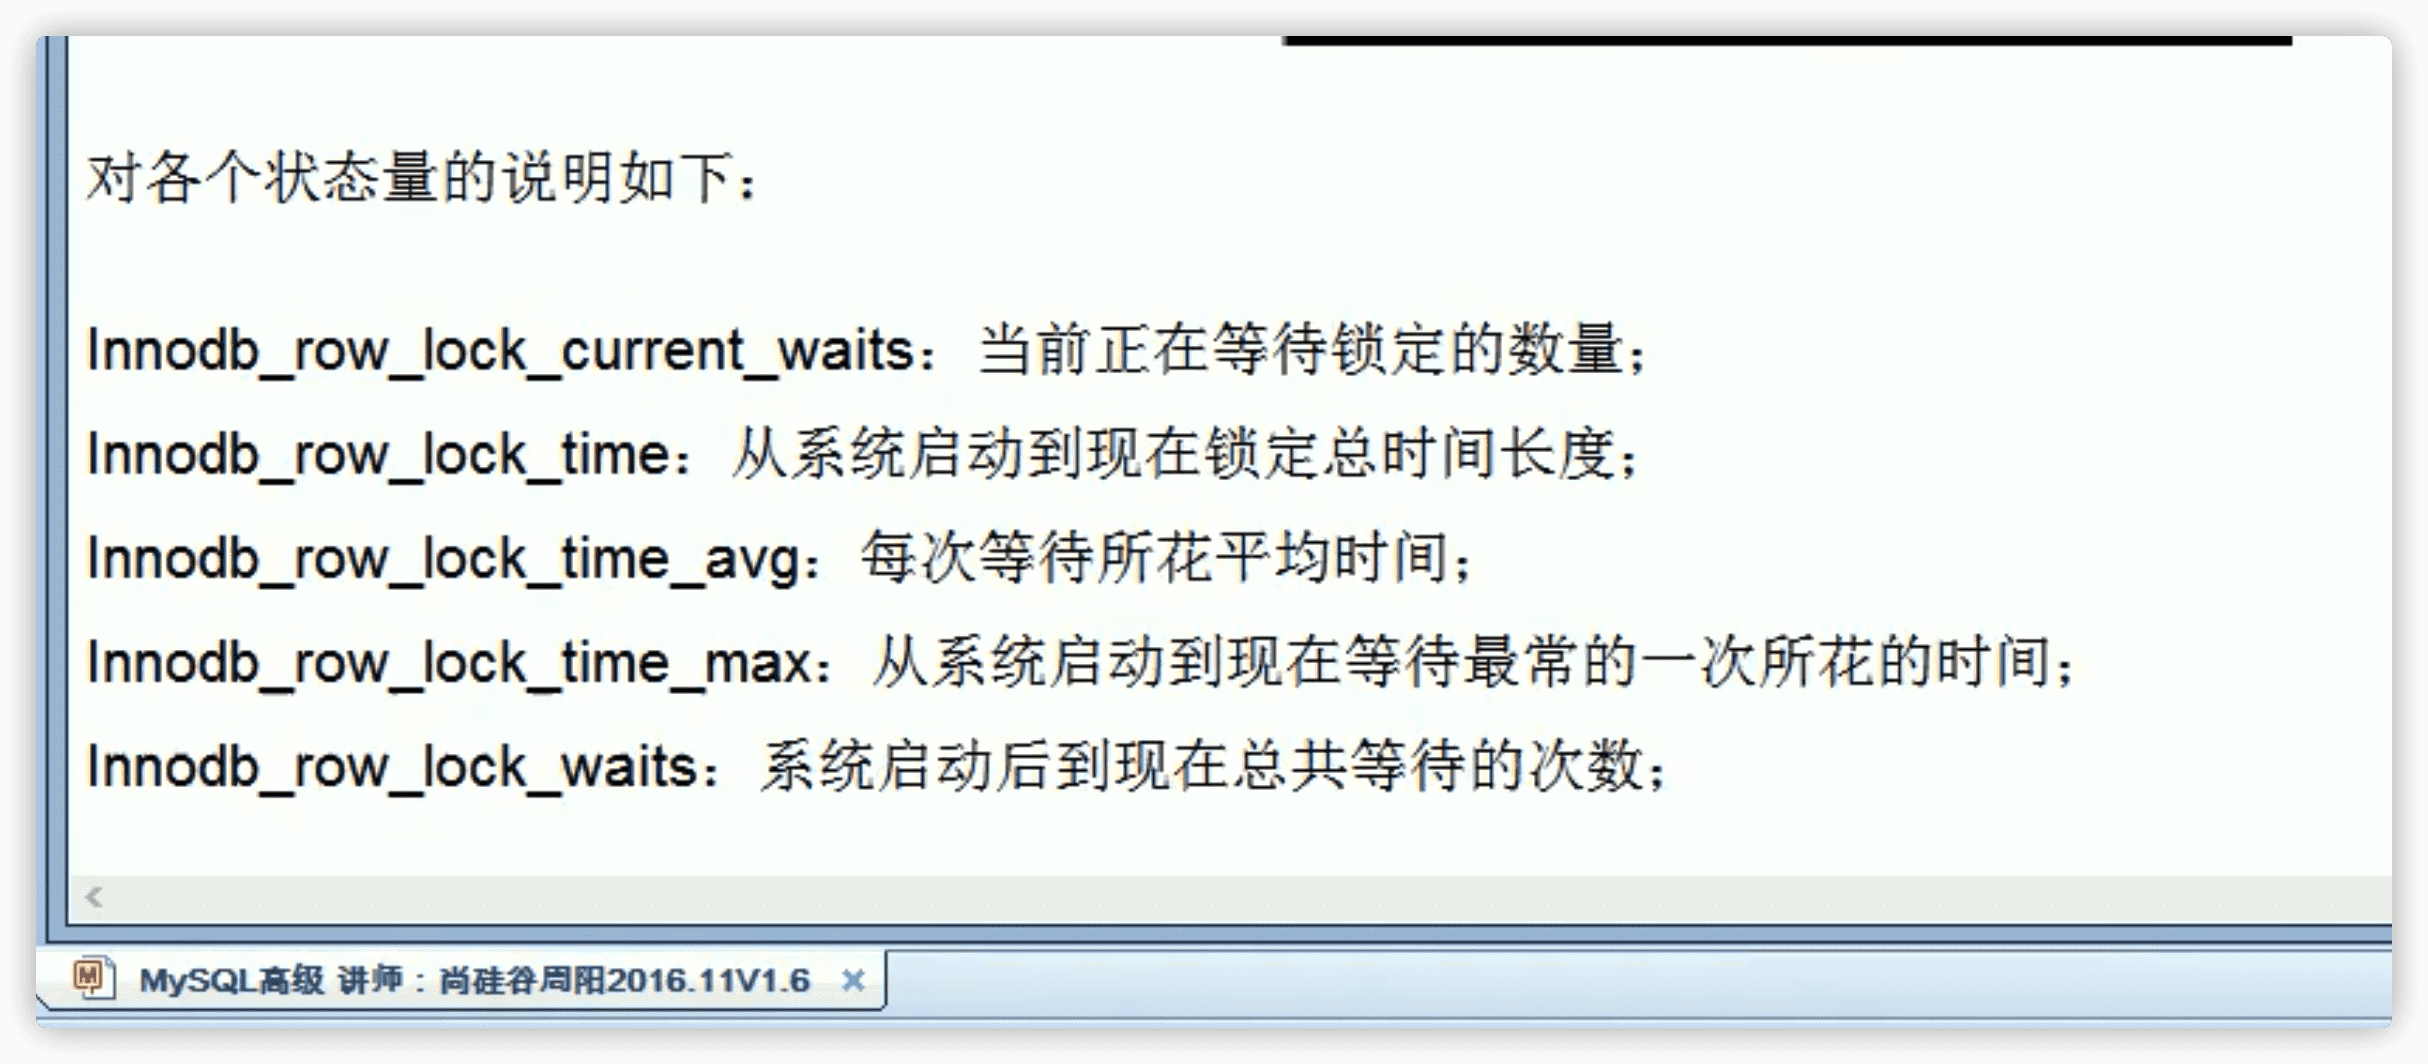 对各个状态量的说明如下：
Innodb_row_lock_current_waits：当前正在等待锁定的数量；
Innodb_row_lock_time：从系统启动到现在锁定总时间长度；
Innodb_row_lock_time_avg：每次等待所花平均时间；
Innodb_row_lock_time_max：从系统启动到现在等待最常的一次所花的时间；
Innodb_row_lock_waits：系统启动后到现在总共等待的次数；
MySQL高级 讲师：尚硅谷周阳2016.11V1.6